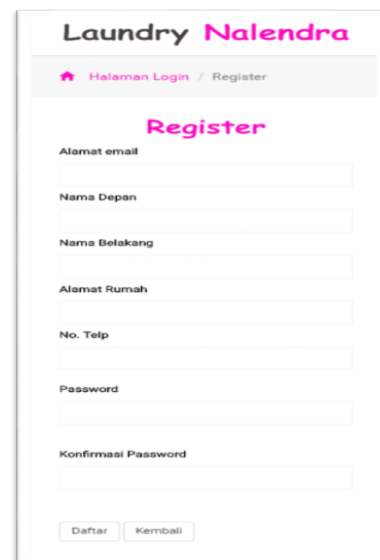 Laundry Nalendra
Halaman Login / Register
Register
Alamat email
Nama Depan
Nama Belakang
Alamat Rumah
No. Telp
Password
Konfirmasi Password
Daftar Kembali